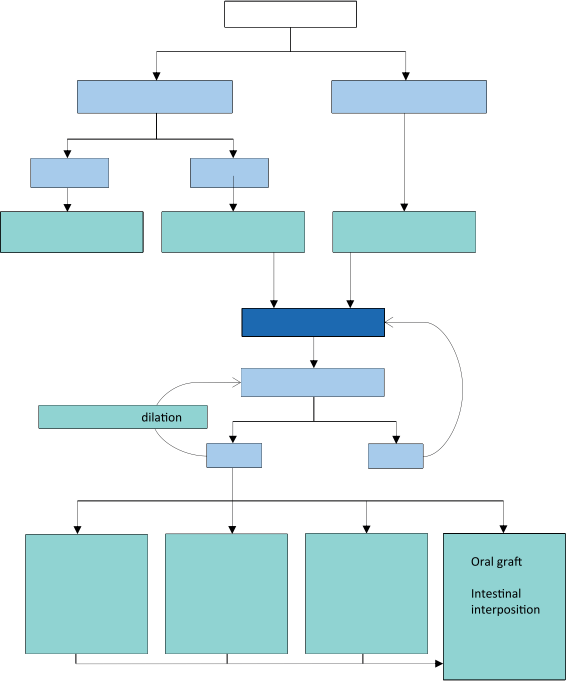 dilation
Oral graft
Intestinal
interposition